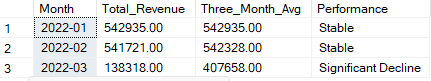 Month Total_Revenue Three_Month_Avg Performance
1 2022-01 542935.00 542935.00 Stable
2 2022-02 541721.00 542328.00 Stable
3 2022-03 138318.00 407658.00 Significant Decline